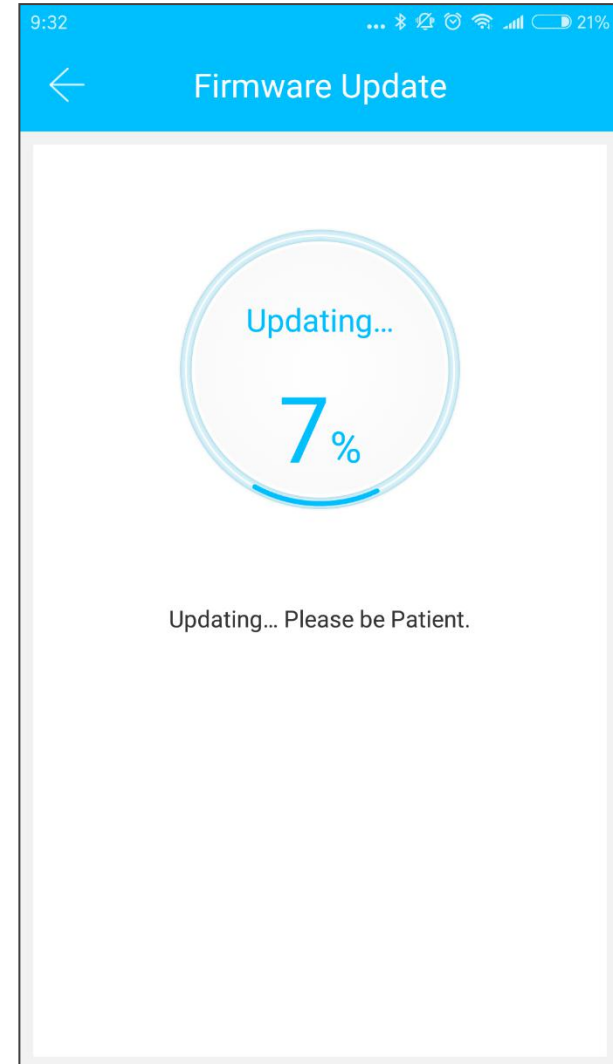 9:32 ... 21%
Firmware Update
Updating...
7%
Updating... Please be Patient.